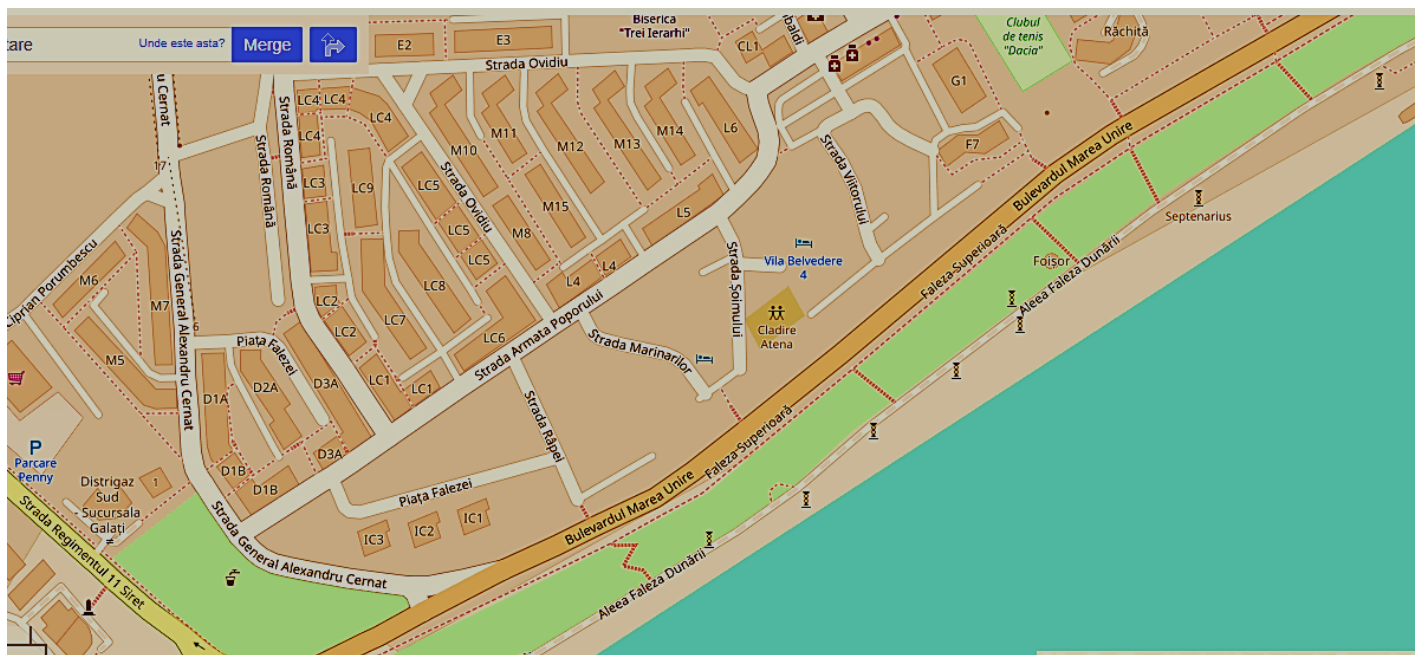 tare
Unde este asta?
Merge
E2
E3
Biserica
"Trei Ierarhi"
CL1
Clubul
de tenis
"Dacia"
Răchită
Strada Ovidiu
G1
F7
LC4
LC4
LC4
LC4
M10
M11
M12
M13
M14
L6
17
Strada Română
Strada Română
LC3
LC3
LC9
LC5
LC5
LC5
Strada Ovidiu
M15
M8
L5
L4
L4
Strada Viitorului
Strada Șoimului
Vila Belvedere
4
Cladire
Atena
Bulevardul Marea Unire
Faleza Superioară
Septenarius
Foișor
Aleea Faleza Dunării
Ciprian Porumbescu
M6
M7
M5
6
u Cernat
Strada General Alexandru Cernat
Piața Falezei
LC2
LC2
LC7
LC8
LC6
LC1
LC1
D1A
D2A
D3A
D3A
D1B
D1B
Strada Armata Poporului
Strada Marinarilor
Strada Râpei
Faleza Superioară
P
Parcare
Penny
Distrigaz
Sud
Sucursala
Galați
1
Piața Falezei
IC3
IC2
IC1
Bulevardul Marea Unire
Strada Regimentul 11 Siret
Strada General Alexandru Cernat
Aleea Faleza Dunării